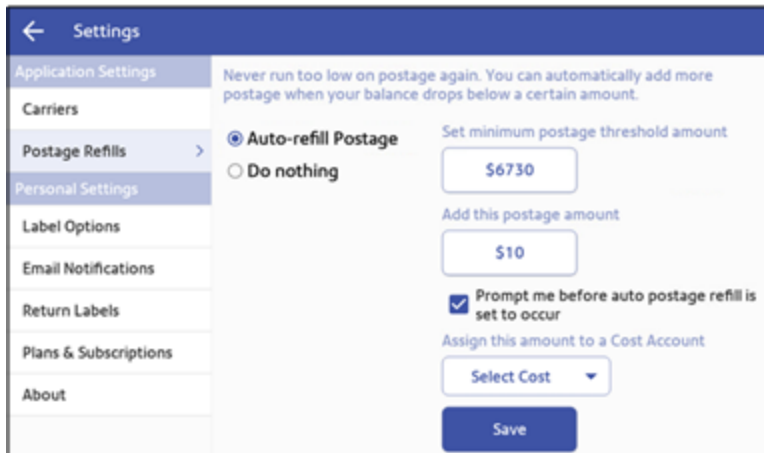 Settings
Application Settings
Carriers
Postage Refills
Personal Settings
Label Options
Email Notifications
Return Labels
Plans & Subscriptions
About
Never run too low on postage again. You can automatically add more
postage when your balance drops below a certain amount.
Auto-refill Postage
Do nothing
Set minimum postage threshold amount
$6730
Add this postage amount
$10
Prompt me before auto postage refill is
set to occur
Assign this amount to a Cost Account
Select Cost
Save